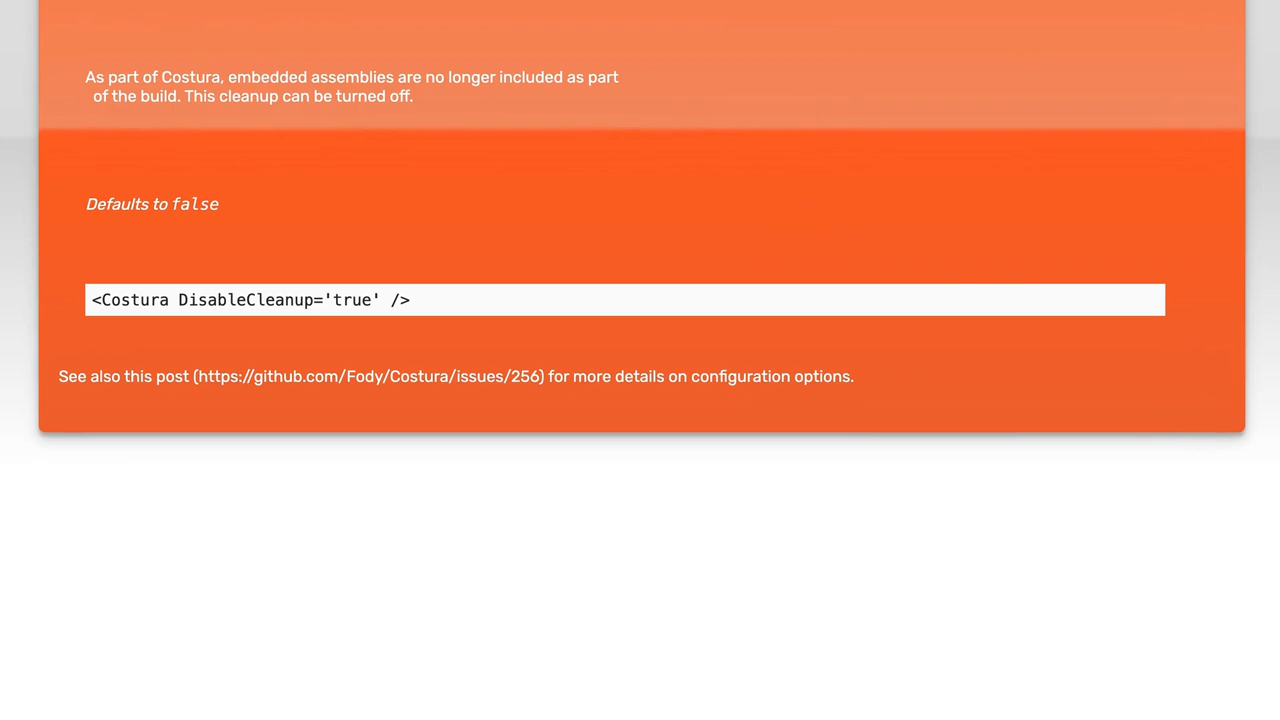 As part of Costura, embedded assemblies are no longer included as part
of the build. This cleanup can be turned off.
Defaults to false
<Costura DisableCleanup='true' />
See also this post (https://github.com/Fody/Costura/issues/256) for more details on configuration options.